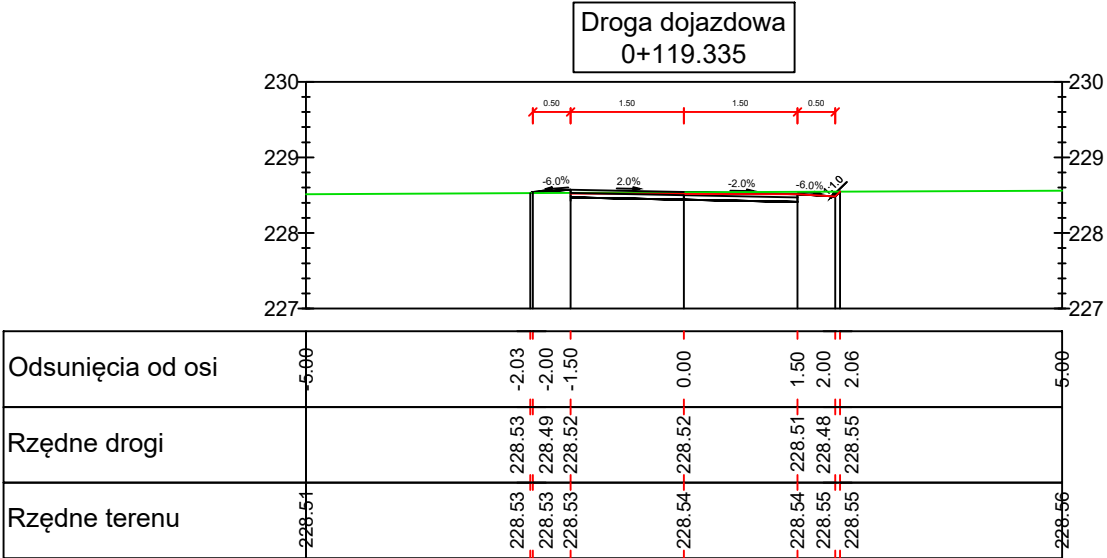 Droga dojazdowa
0+119.335
230 230
0.50 1.50 1.50 0.50
229 229
-6.0% 2.0% -2.0% -6.0% 1:1.0
228 228
227 227
Odsunięcia od osi -5.00 -2.03 -2.00 -1.50 0.00 1.50 2.00 2.06 5.00
Rzędne drogi 228.53 228.49 228.52 228.52 228.51 228.48 228.55
Rzędne terenu 228.51 228.53 228.53 228.53 228.54 228.54 228.55 228.55 228.56